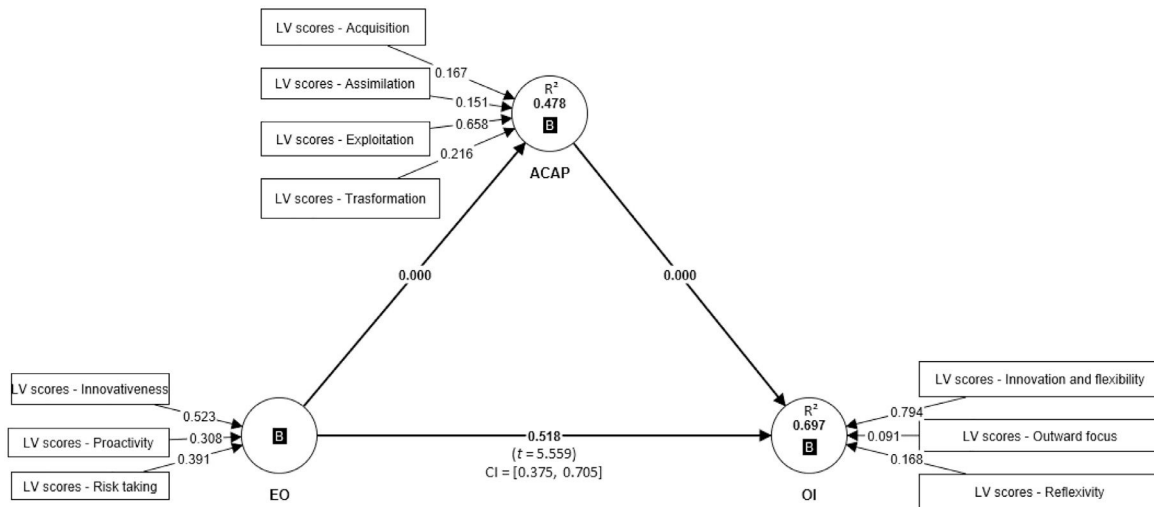 LV scores - Acquisition
0.167
LV scores - Assimilation
0.151
LV scores - Exploitation
0.658
LV scores - Trasformation
0.216
R²
0.478
B
ACAP
0.000
0.000
LV scores - Innovativeness
0.523
LV scores - Proactivity
0.308
LV scores - Risk taking
0.391
B
EO
0.518
(t = 5.559)
CI = [0.375, 0.705]
R²
0.697
B
OI
LV scores - Innovation and flexibility
0.794
LV scores - Outward focus
0.091
LV scores - Reflexivity
0.168